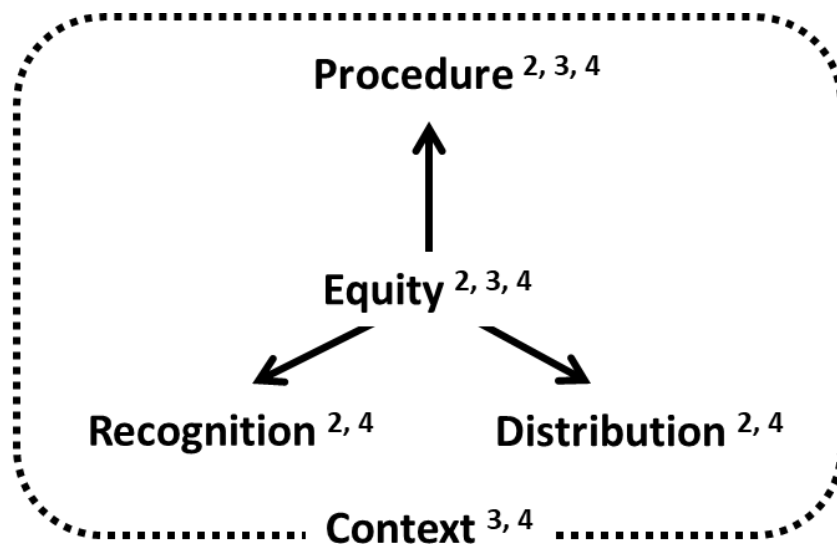 Procedure 2, 3, 4
Equity 2, 3, 4
Recognition 2, 4
Distribution 2, 4
Context 3, 4